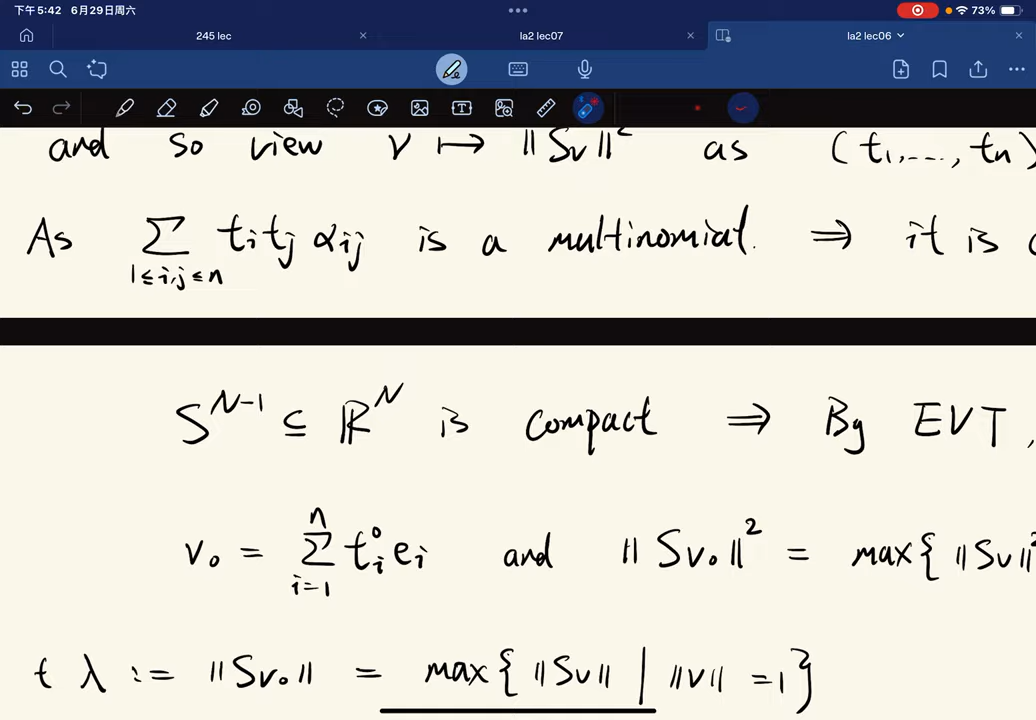 下午5:42 6月29日周六
73%
245 lec
la2 lec07
la2 lec06
and so view v ↦ ‖Sv‖² as (t₁,...., tₙ)
As Σ_{1≤i,j≤n} tᵢtⱼ αᵢⱼ is a multinomial. ⇒ it is
S^{N-1} ⊆ ℝ^N is compact ⇒ By EVT,
v₀ = Σ_{i=1}^{n} tᵢ⁰eᵢ and ‖Sv₀‖² = max{ ‖Sv‖²
t λ := ‖Sv₀‖ = max{ ‖Sv‖ | ‖v‖ =1}